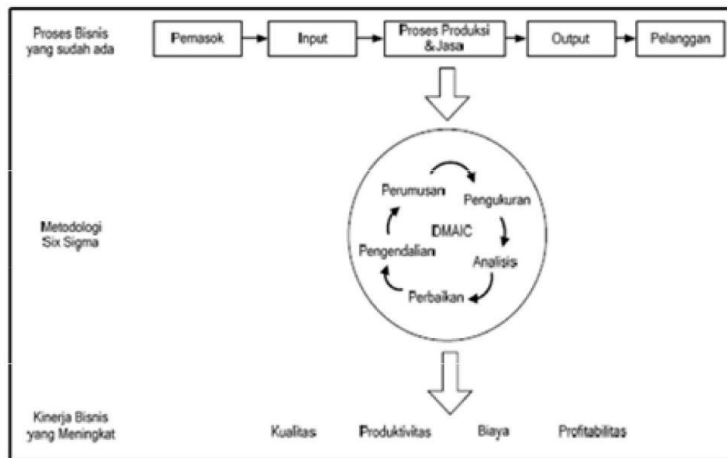 Proses Bisnis
yang sudah ada
Pemasok
Input
Proses Produksi
&Jasa
Output
Pelanggan
Metodologi
Six Sigma
Perumusan
Pengukuran
DMAIC
Pengendalian
Analisis
Perbaikan
Kinerja Bisnis
yang Meningkat
Kualitas
Produktivitas
Biaya
Profitabilitas